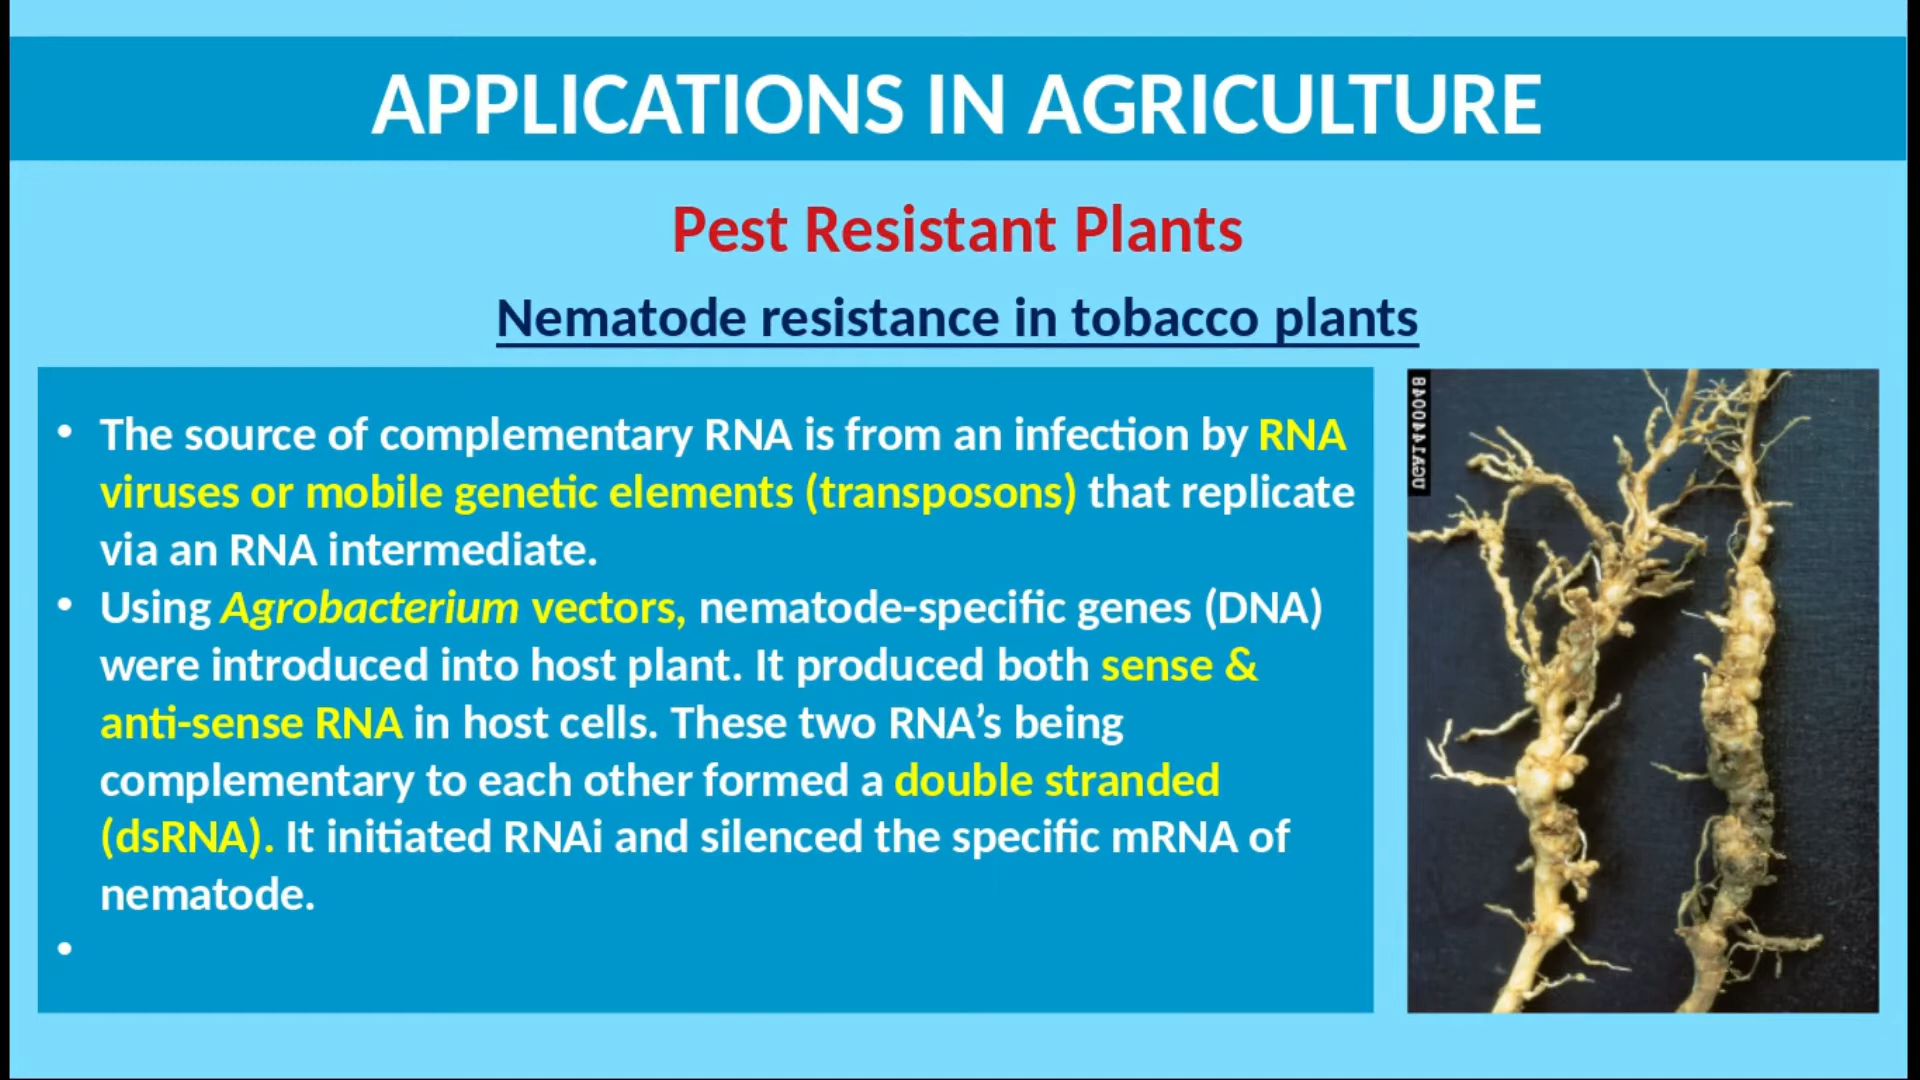 APPLICATIONS IN AGRICULTURE
Pest Resistant Plants
Nematode resistance in tobacco plants
• The source of complementary RNA is from an infection by RNA
viruses or mobile genetic elements (transposons) that replicate
via an RNA intermediate.
• Using Agrobacterium vectors, nematode-specific genes (DNA)
were introduced into host plant. It produced both sense &
anti-sense RNA in host cells. These two RNA’s being
complementary to each other formed a double stranded
(dsRNA). It initiated RNAi and silenced the specific mRNA of
nematode.
•
UGA1440048